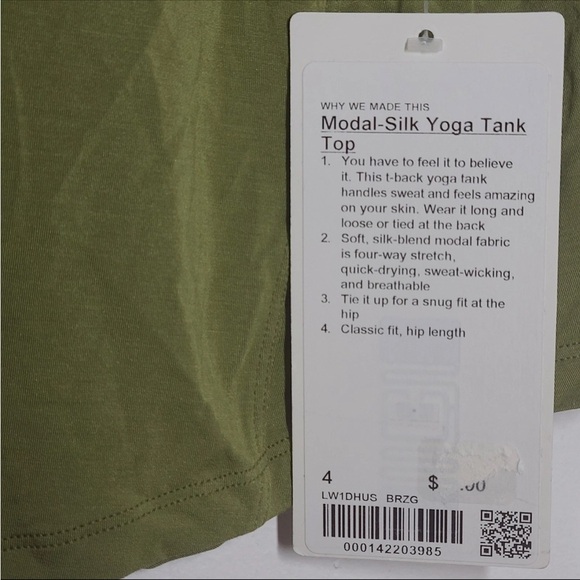 WHY WE MADE THIS
Modal-Silk Yoga Tank
Top
1. You have to feel it to believe
it. This t-back yoga tank
handles sweat and feels amazing
on your skin. Wear it long and
loose or tied at the back
2. Soft, silk-blend modal fabric
is four-way stretch,
quick-drying, sweat-wicking,
and breathable
3. Tie it up for a snug fit at the
hip
4. Classic fit, hip length
4 $ .00
LW1DHUS BRZG
000142203985